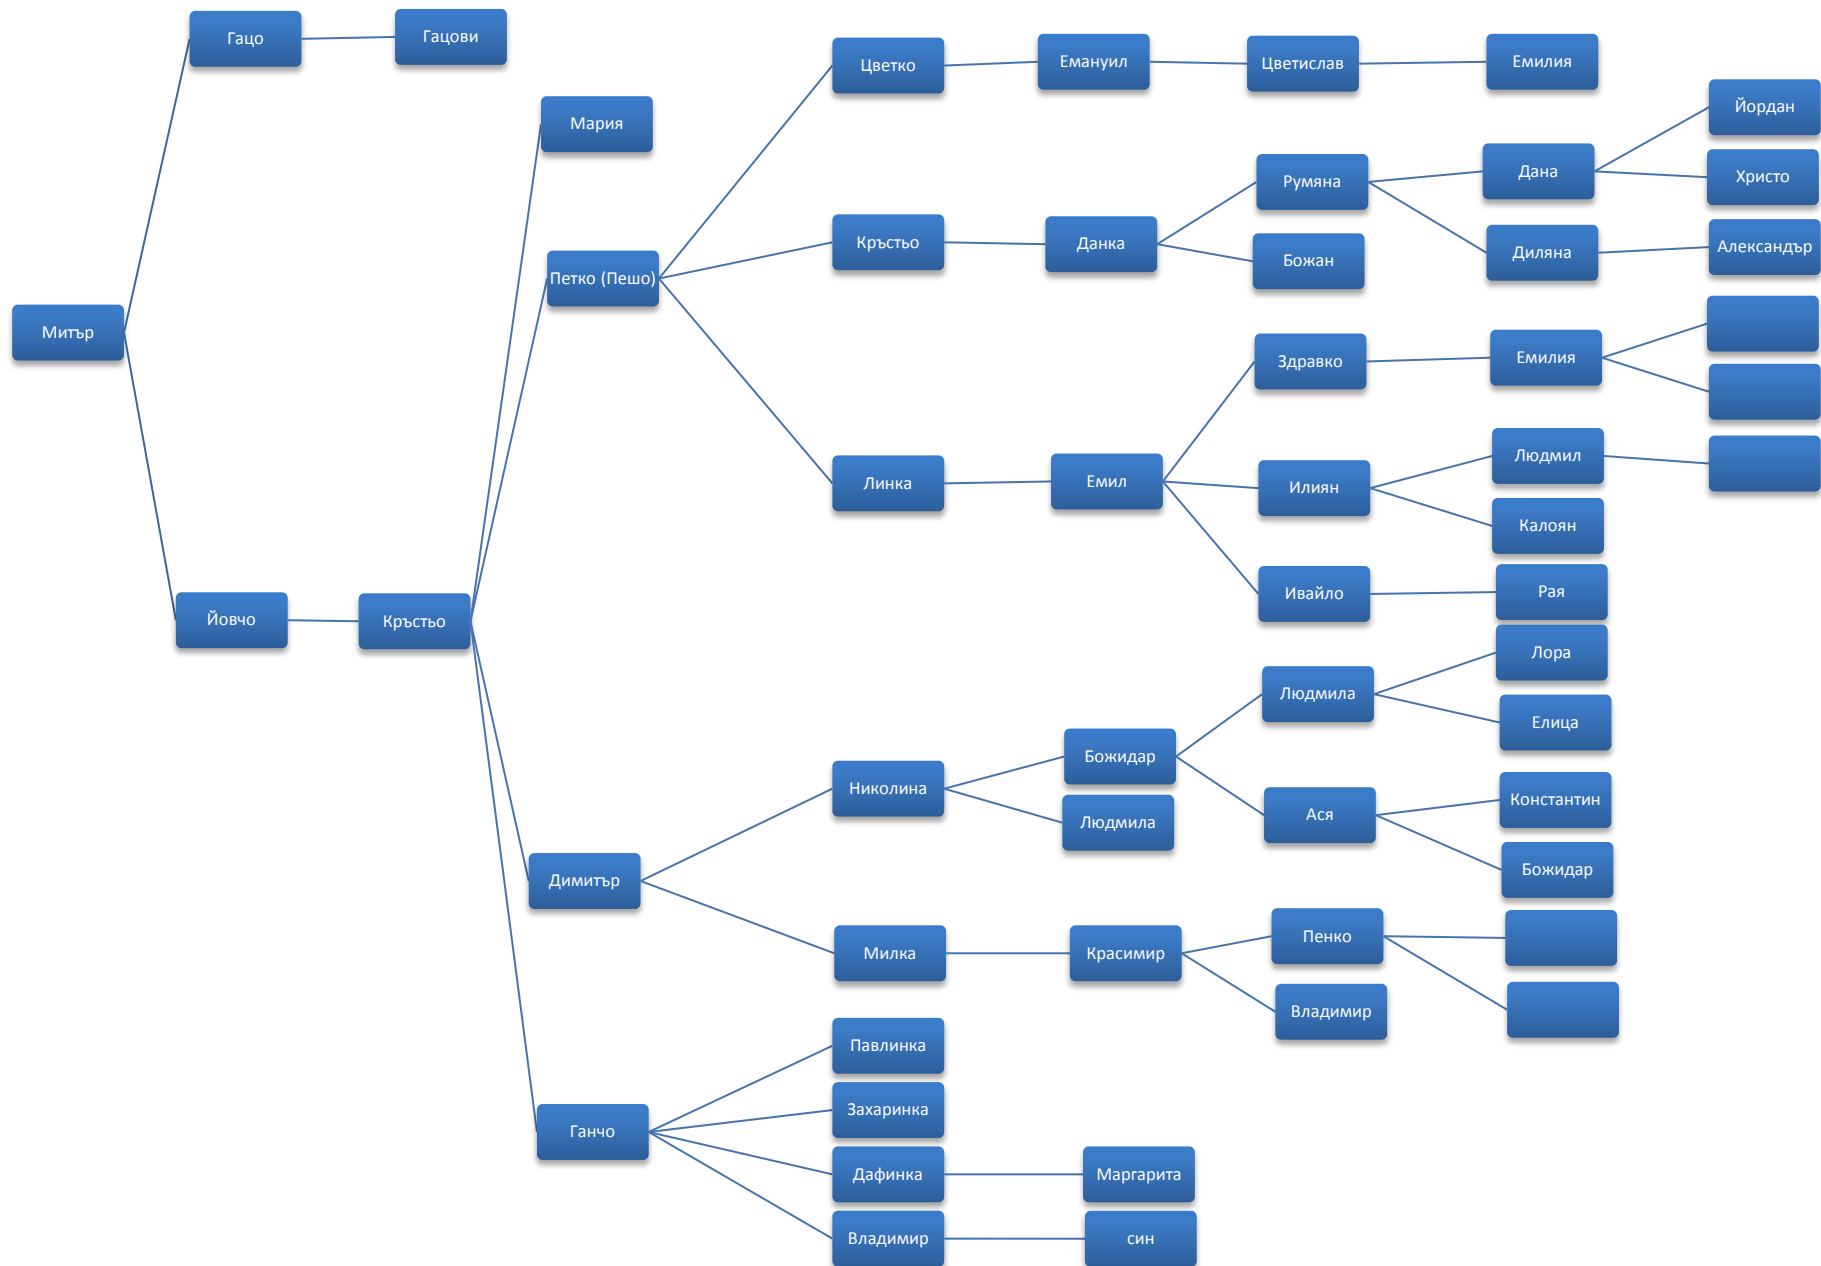 Гацо
Гацови
Цветко
Емануил
Цветислав
Емилия
Мария
Йордан
Румяна
Дана
Христо
Кръстьо
Данка
Божан
Диляна
Александър
Петко (Пешо)
Митър
Здравко
Емилия
Линка
Емил
Илиян
Людмил
Калоян
Ивайло
Рая
Йовчо
Кръстьо
Лора
Людмила
Елица
Божидар
Николина
Людмила
Ася
Константин
Божидар
Димитър
Милка
Красимир
Пенко
Владимир
Павлинка
Захаринка
Ганчо
Дафинка
Маргарита
Владимир
син